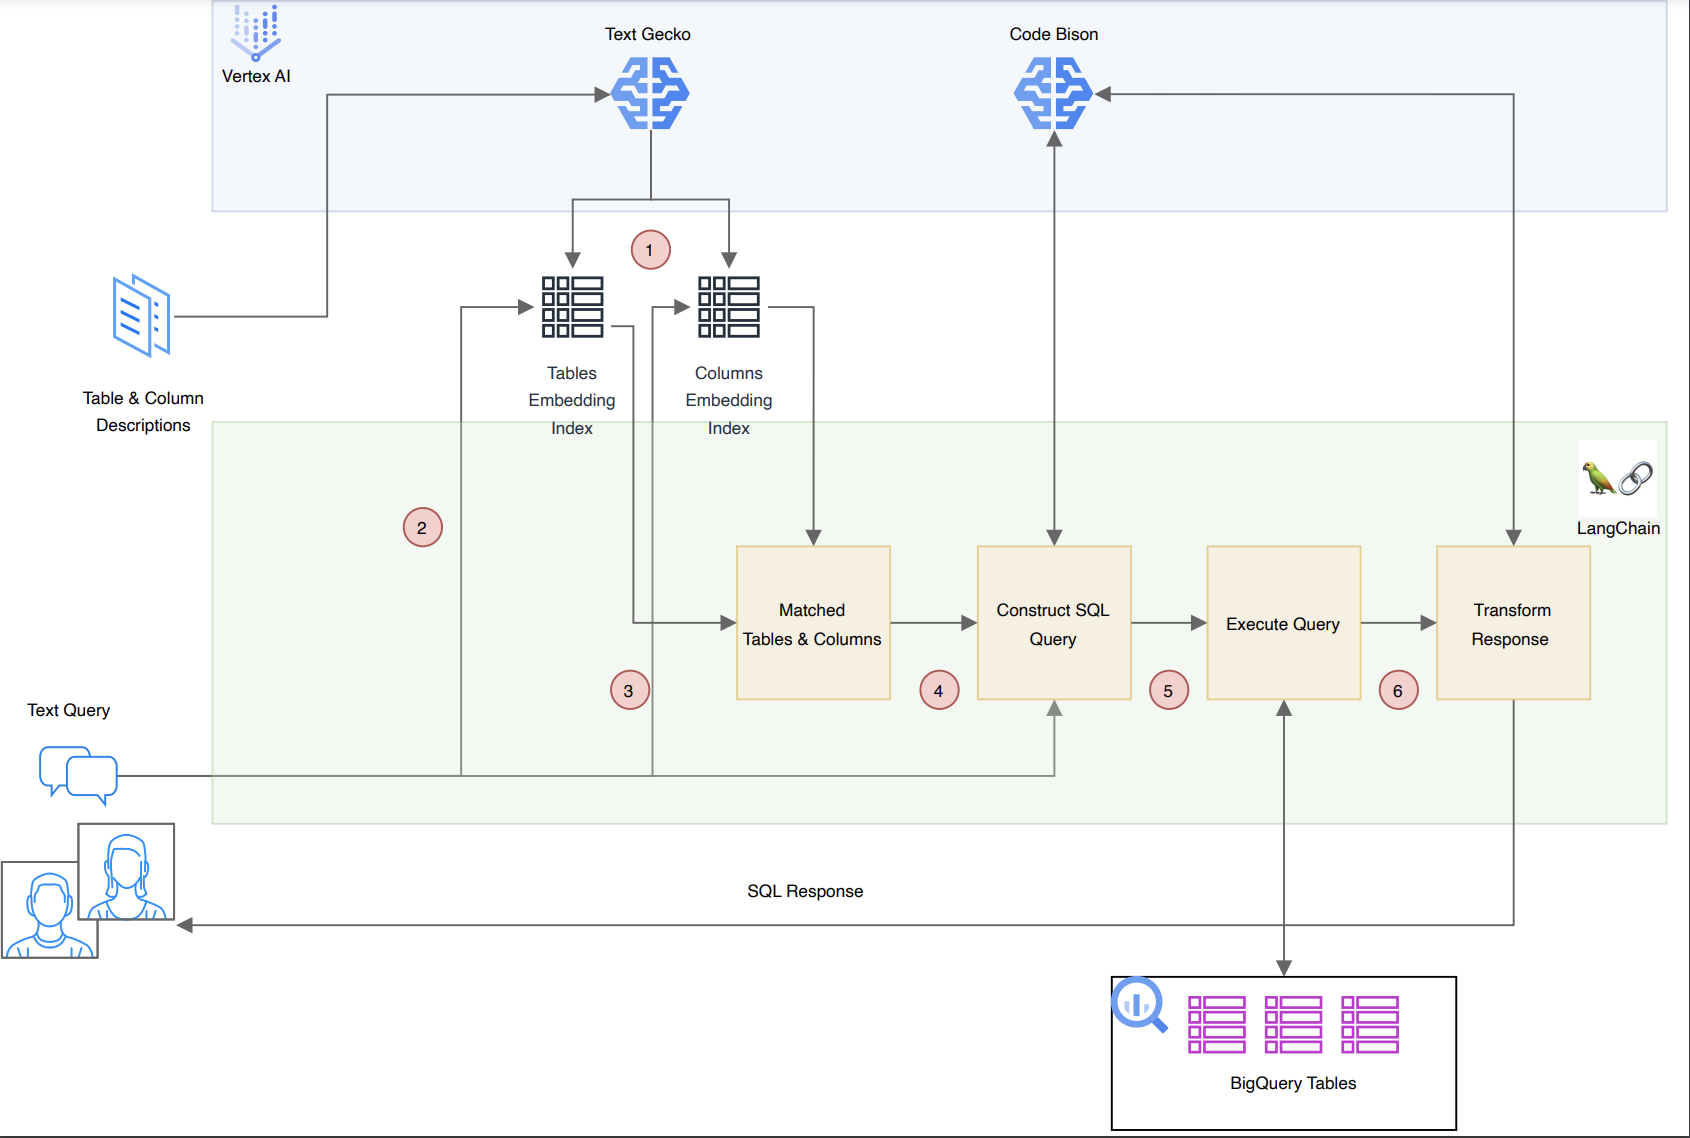 Text Gecko
Code Bison
Vertex AI
1
Tables
Embedding
Index
Columns
Embedding
Index
Table & Column
Descriptions
LangChain
2
Matched
Tables & Columns
Construct SQL
Query
Execute Query
Transform
Response
3
4
5
6
Text Query
SQL Response
BigQuery Tables